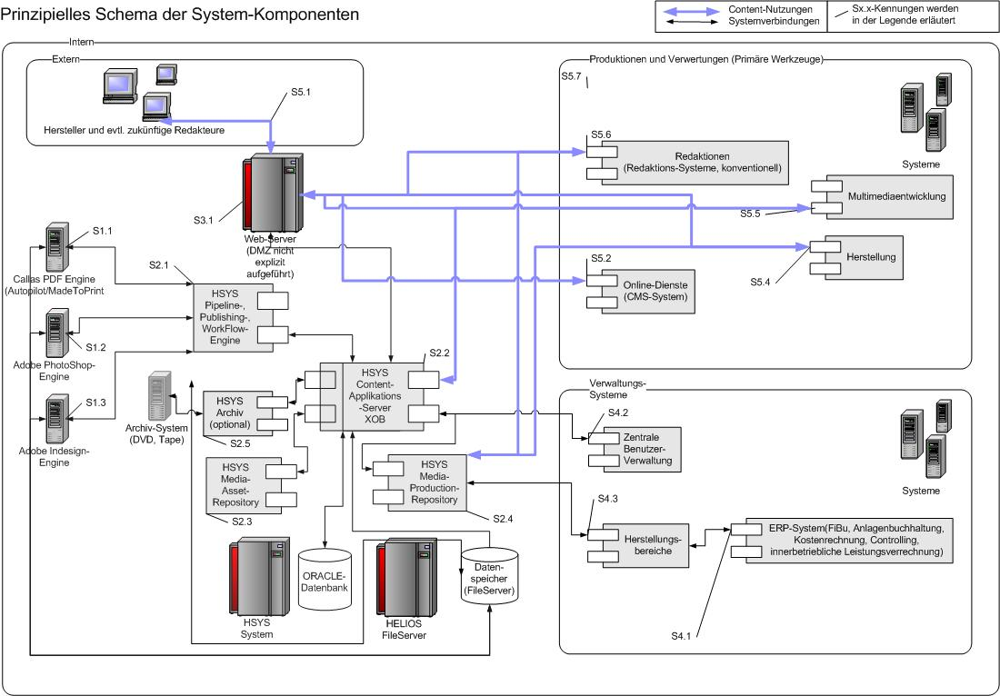 Prinzipielles Schema der System-Komponenten
Content-Nutzungen
Systemverbindungen
Sx.x-Kennungen werden
in der Legende erläutert
Intern
Extern
S5.1
Hersteller und evtl. zukünftige Redakteure
S3.1
Web-Server
(DMZ nicht
explizit
aufgeführt)
S1.1
Callas PDF Engine
(Autopilot/MadeToPrint
S1.2
Adobe PhotoShop-
Engine
S1.3
Adobe Indesign-
Engine
S2.1
HSYS
Pipeline-,
Publishing-,
WorkFlow-
Engine
S2.2
HSYS
Content-
Applikations
-Server
XOB
Archiv-System
(DVD, Tape)
HSYS
Archiv
(optional)
S2.5
HSYS
Media-
Asset-
Repository
S2.3
HSYS
Media-
Production-
Repository
S2.4
HSYS
System
ORACLE-
Datenbank
HELIOS
FileServer
Daten-
speicher
(FileServer)
Produktionen und Verwertungen (Primäre Werkzeuge)
S5.7
Systeme
S5.6
Redaktionen
(Redaktions-Systeme, konventionell)
Multimediaentwicklung
S5.5
Herstellung
S5.4
S5.2
Online-Dienste
(CMS-System)
Verwaltungs-
Systeme
S4.2
Zentrale
Benutzer-
Verwaltung
Systeme
S4.3
Herstellungs-
bereiche
ERP-System(FiBu, Anlagenbuchhaltung,
Kostenrechnung, Controlling,
innerbetriebliche Leistungsverrechnung)
S4.1